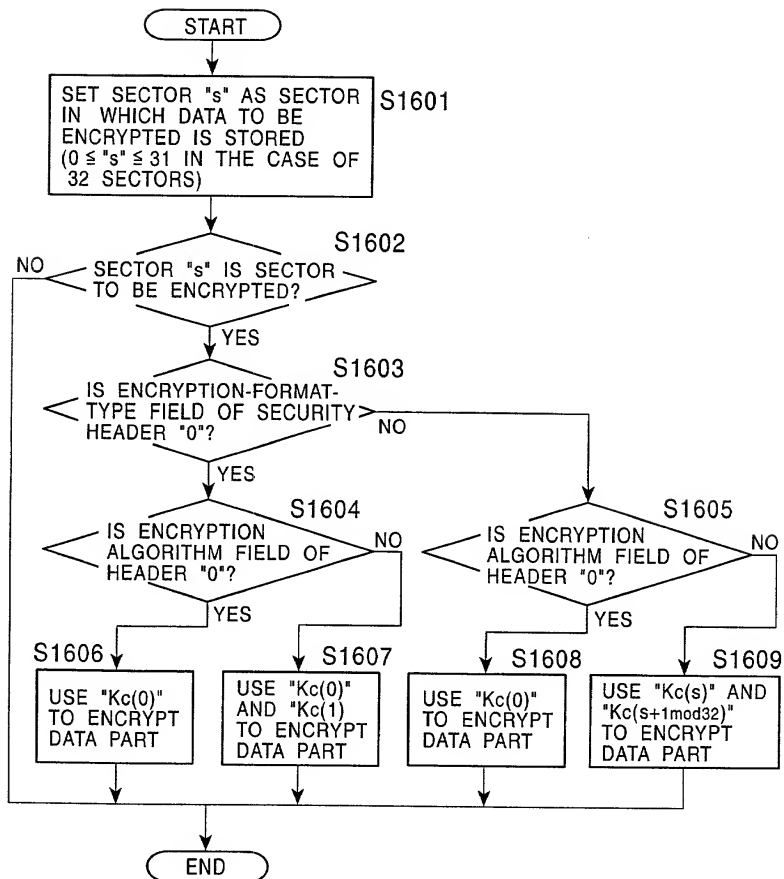 START
SET SECTOR "s" AS SECTOR
IN WHICH DATA TO BE
ENCRYPTED IS STORED
(0 ≦ "s" ≦ 31 IN THE CASE OF
32 SECTORS)
S1601
S1602
NO
SECTOR "s" IS SECTOR
TO BE ENCRYPTED?
YES
S1603
IS ENCRYPTION-FORMAT-
TYPE FIELD OF SECURITY
HEADER "0"?
NO
YES
S1604
IS ENCRYPTION
ALGORITHM FIELD OF
HEADER "0"?
NO
YES
S1605
IS ENCRYPTION
ALGORITHM FIELD OF
HEADER "0"?
NO
YES
S1606
USE "Kc(0)"
TO ENCRYPT
DATA PART
S1607
USE "Kc(0)"
AND "Kc(1)
TO ENCRYPT
DATA PART
S1608
USE "Kc(0)"
TO ENCRYPT
DATA PART
S1609
USE "Kc(s)" AND
"Kc(s+1mod32)"
TO ENCRYPT
DATA PART
END